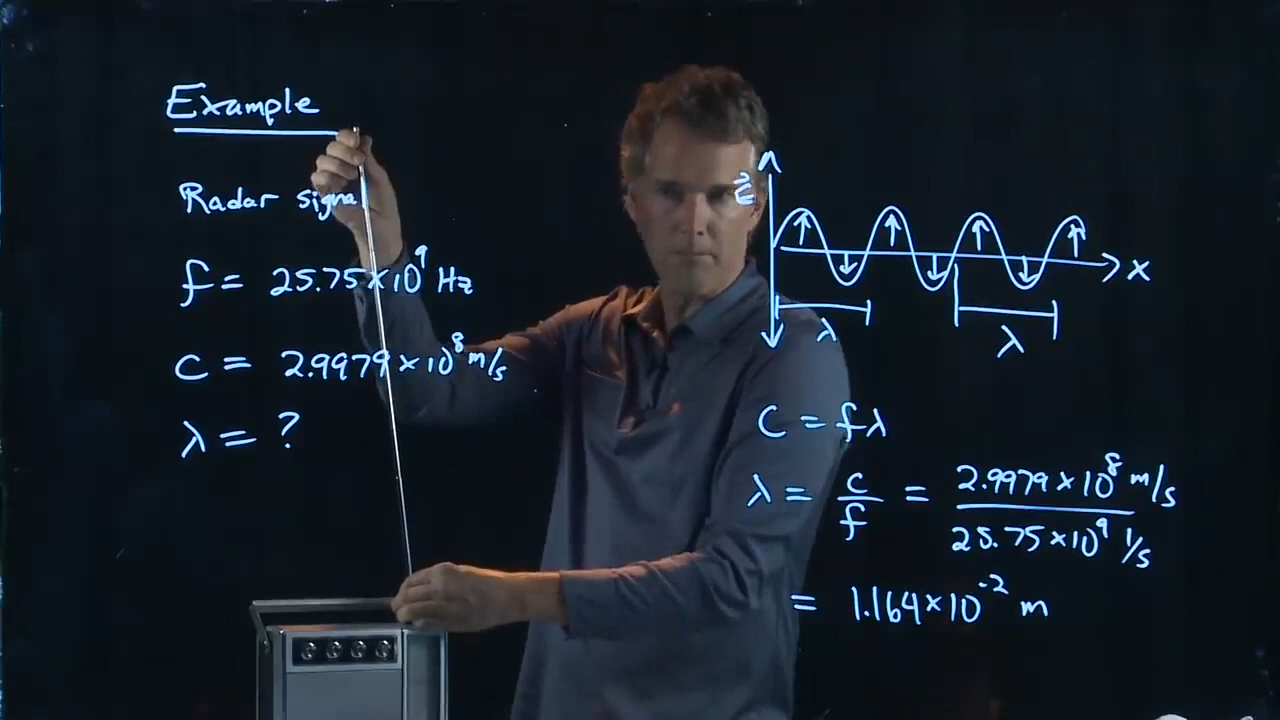 Example
Radar signal
f = 25.75×10⁹ Hz
c = 2.9979×10⁸ m/s
λ = ?
E⃗
x
λ
λ
c = fλ
λ = c/f = 2.9979×10⁸ m/s / 25.75×10⁹ 1/s
= 1.164×10⁻² m